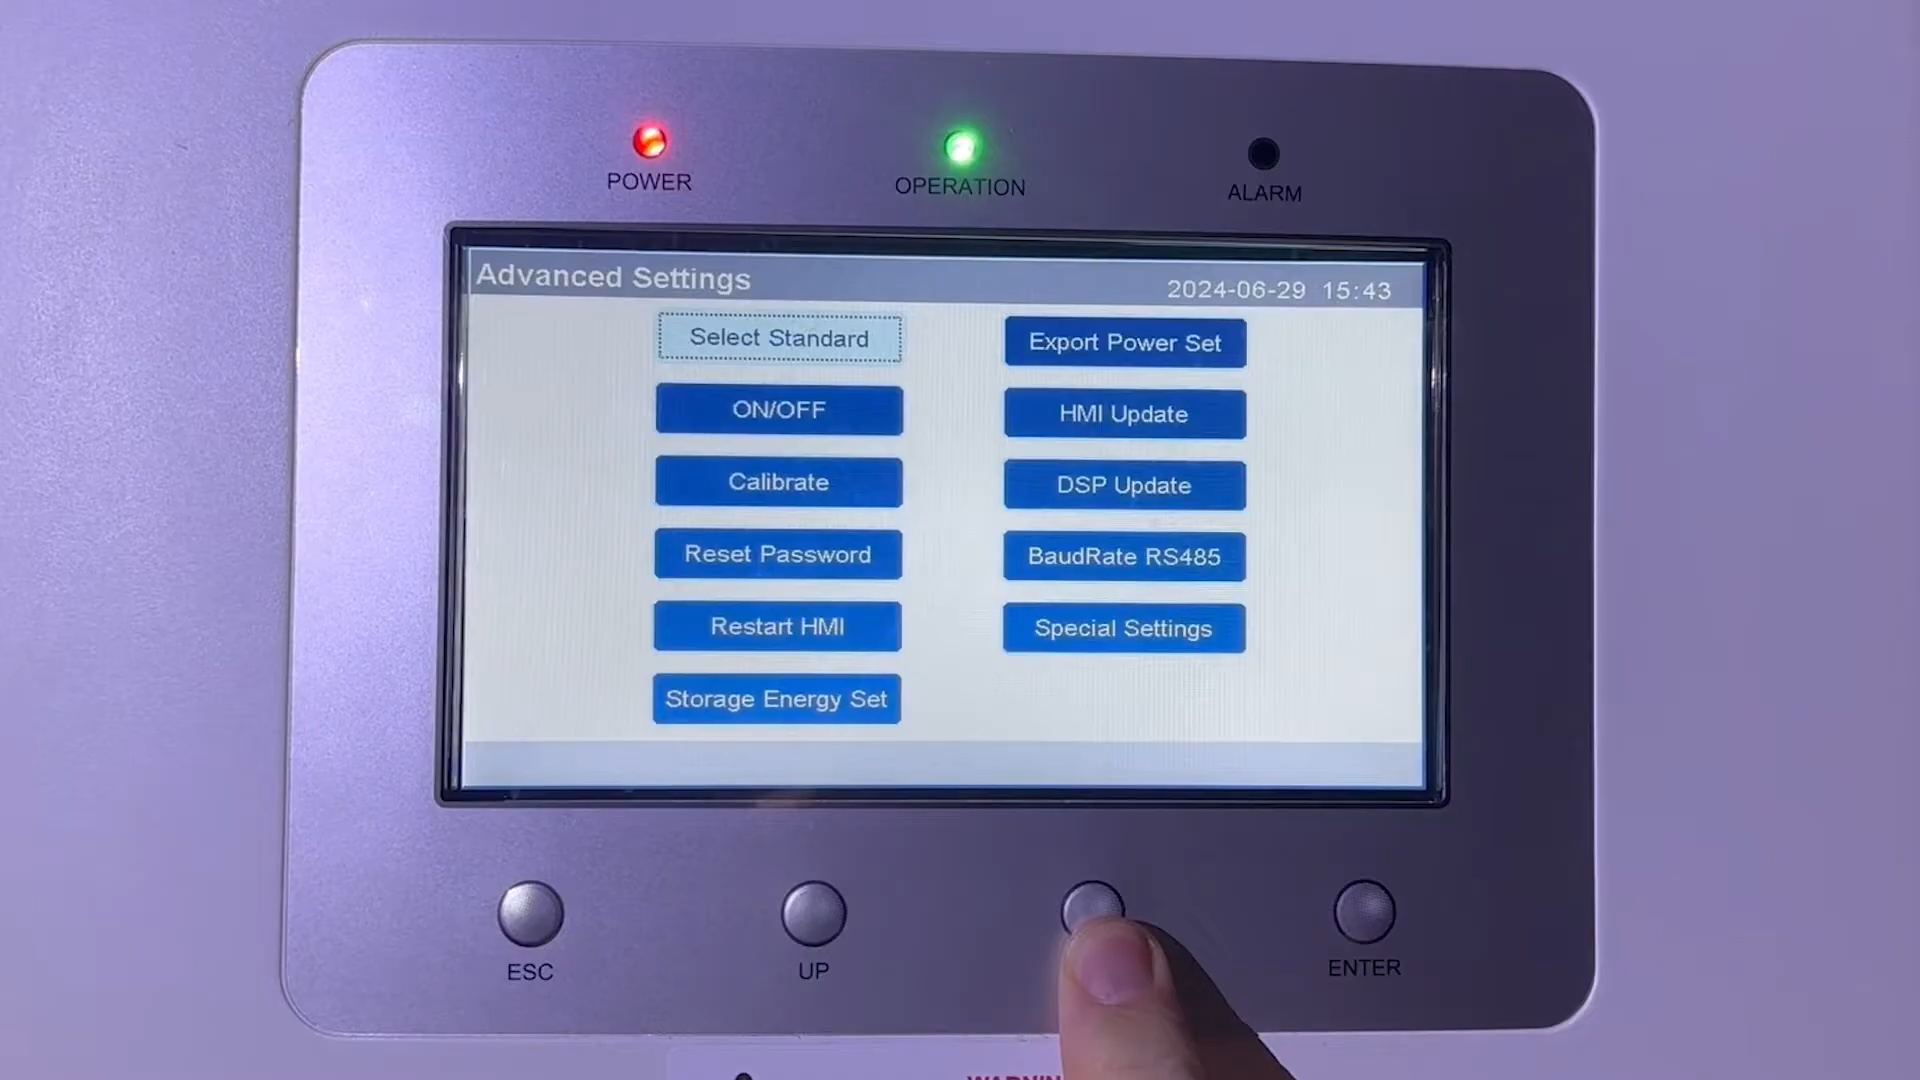 POWER
OPERATION
ALARM
Advanced Settings
2024-06-29 15:43
Select Standard
Export Power Set
ON/OFF
HMI Update
Calibrate
DSP Update
Reset Password
BaudRate RS485
Restart HMI
Special Settings
Storage Energy Set
ESC
UP
ENTER